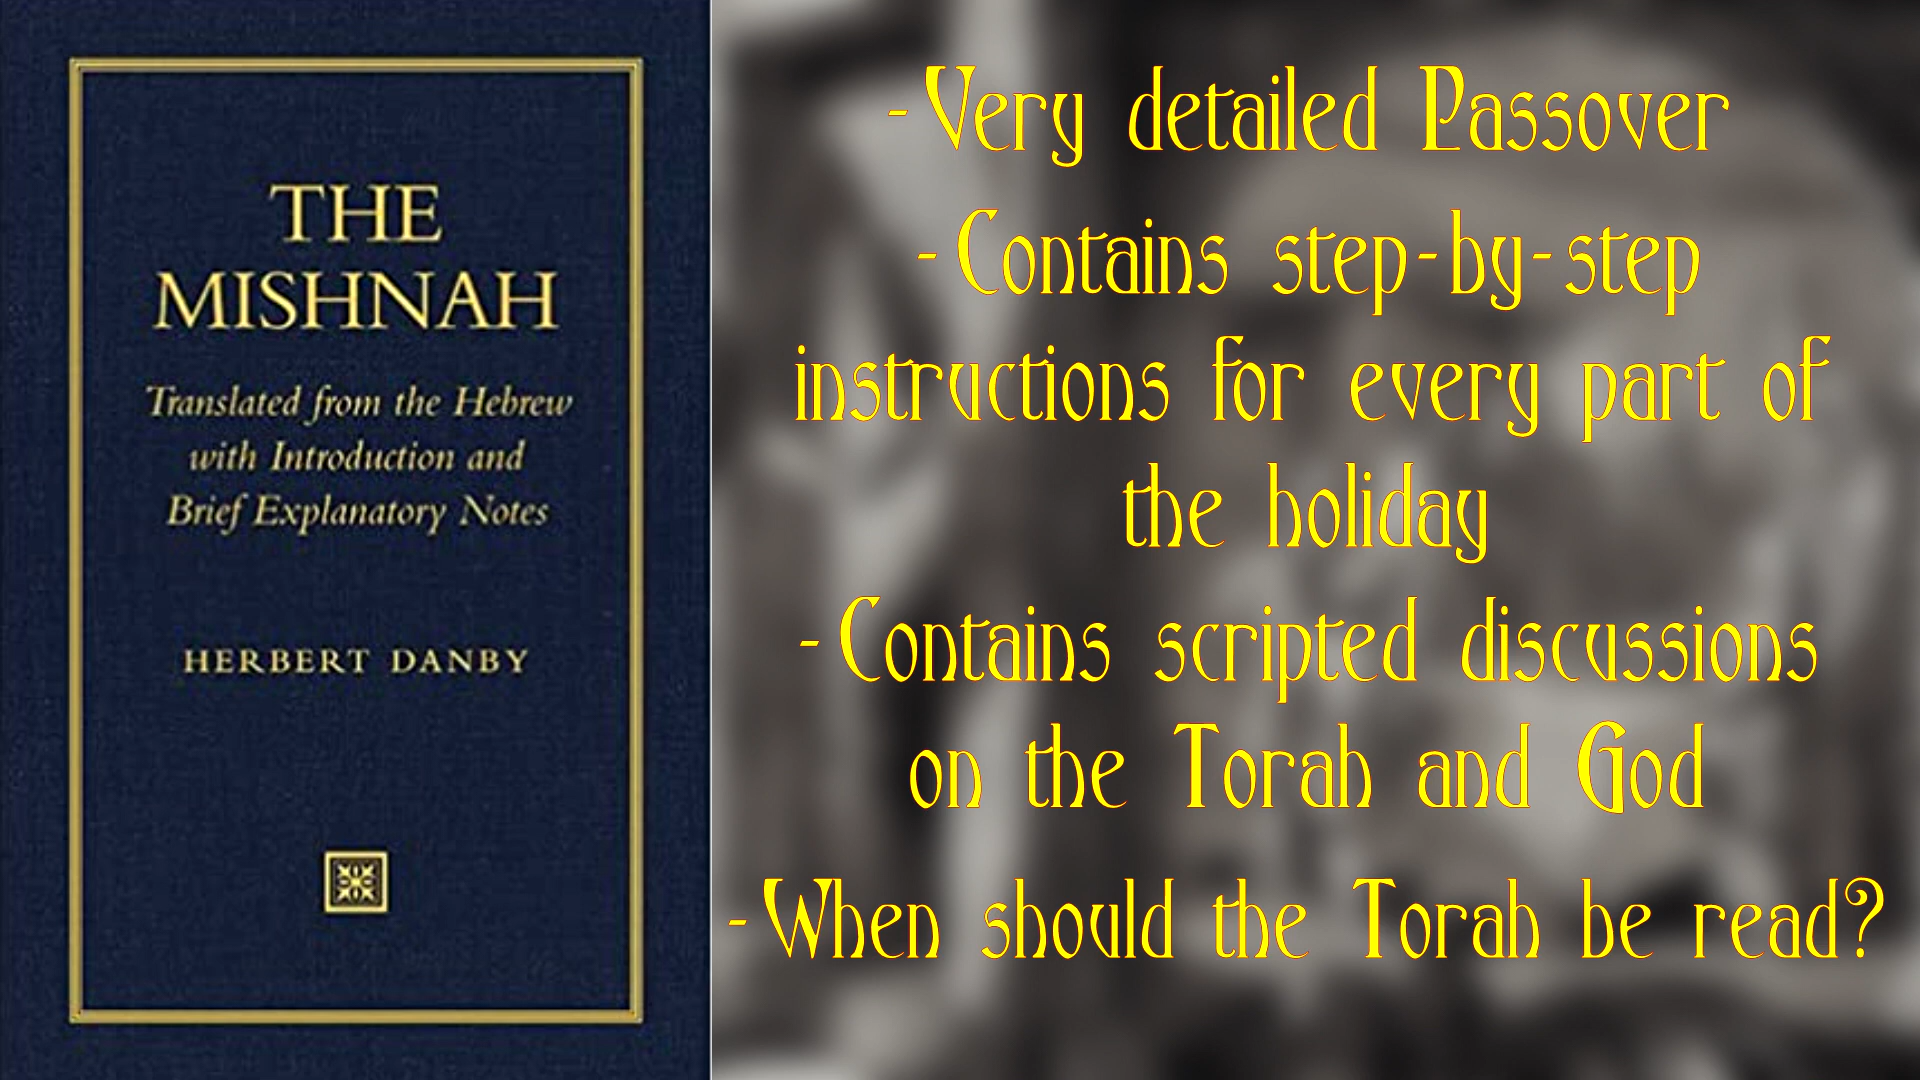 THE
MISHNAH
Translated from the Hebrew
with Introduction and
Brief Explanatory Notes
HERBERT DANBY
-Very detailed Passover
-Contains step-by-step
instructions for every part of
the holiday
-Contains scripted discussions
on the Torah and God
-When should the Torah be read?